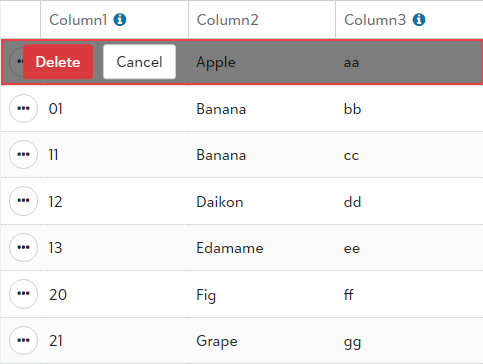 Column1 Column2 Column3
Delete Cancel Apple aa
01 Banana bb
11 Banana cc
12 Daikon dd
13 Edamame ee
20 Fig ff
21 Grape gg